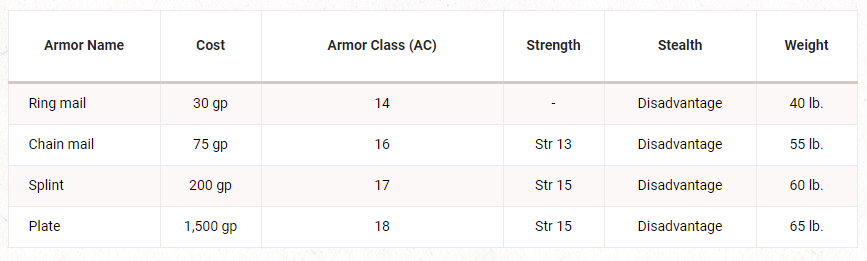 Armor Name Cost Armor Class (AC) Strength Stealth Weight
Ring mail 30 gp 14 - Disadvantage 40 lb.
Chain mail 75 gp 16 Str 13 Disadvantage 55 lb.
Splint 200 gp 17 Str 15 Disadvantage 60 lb.
Plate 1,500 gp 18 Str 15 Disadvantage 65 lb.